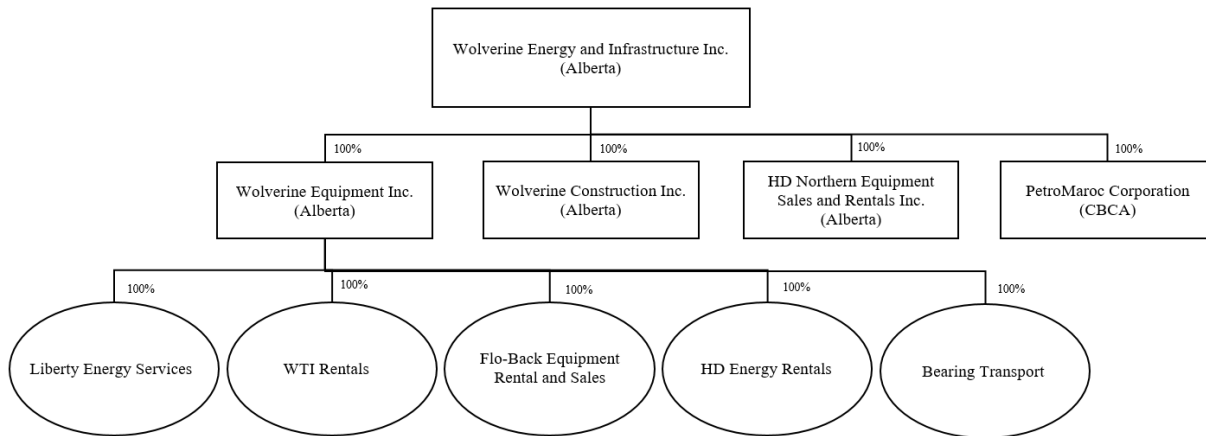 Wolverine Energy and Infrastructure Inc.
(Alberta)
100%
100%
100%
100%
Wolverine Equipment Inc.
(Alberta)
Wolverine Construction Inc.
(Alberta)
HD Northern Equipment
Sales and Rentals Inc.
(Alberta)
PetroMaroc Corporation
(CBCA)
100%
100%
100%
100%
100%
Liberty Energy Services
WTI Rentals
Flo-Back Equipment
Rental and Sales
HD Energy Rentals
Bearing Transport